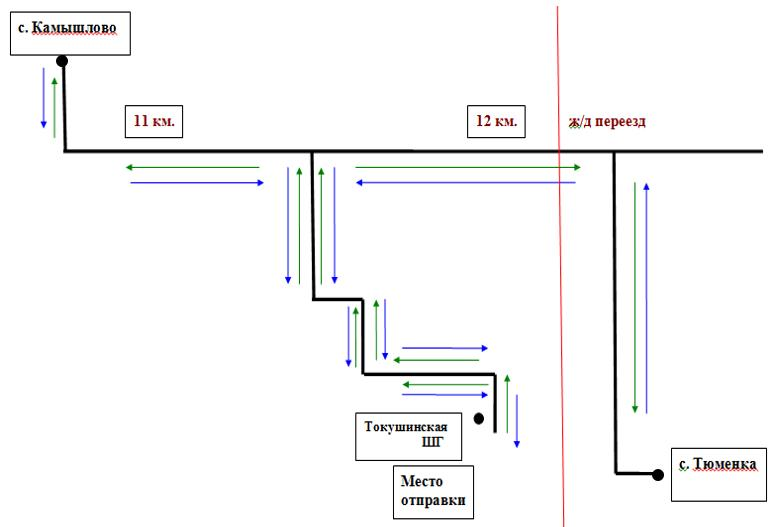 с. Камышлово
11 км.
12 км.
ж/д переезд
Токушинская
ШГ
Место
отправки
с. Тюменка